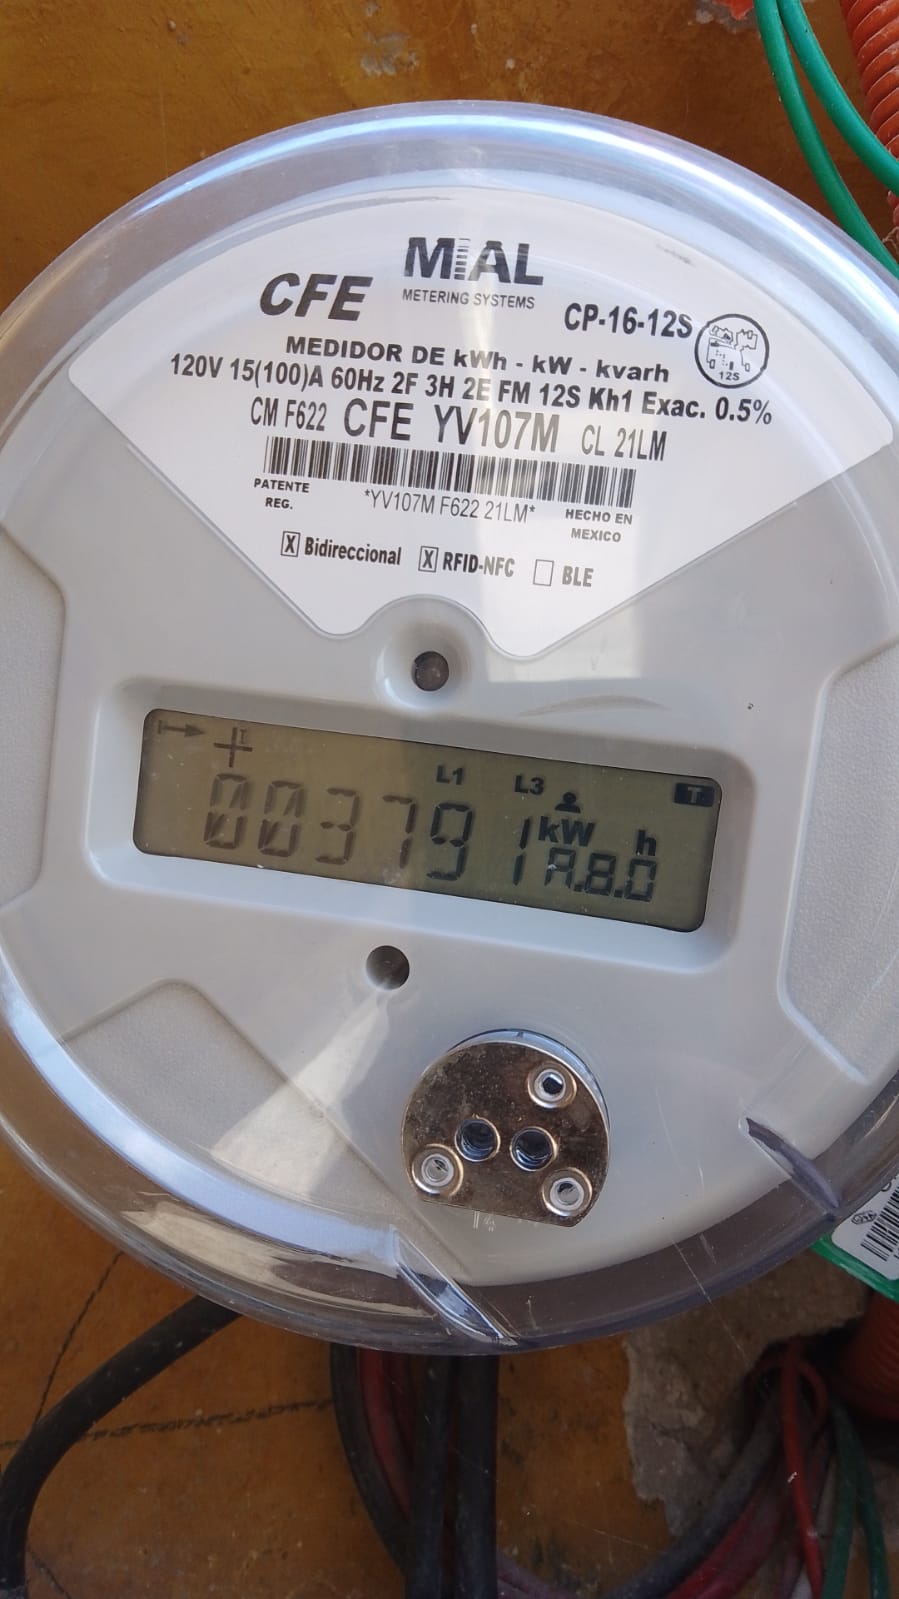 MIAL
METERING SYSTEMS
CFE
CP-16-12S
12S
MEDIDOR DE kWh - kW - kvarh
120V 15(100)A 60Hz 2F 3H 2E FM 12S Kh1 Exac. 0.5%
CM F622 CFE YV107M CL 21LM
PATENTE
REG.
*YV107M F622 21LM*
HECHO EN
MEXICO
X Bidireccional X RFID-NFC BLE
L1 L3 T
003791 kW h
A.8.0